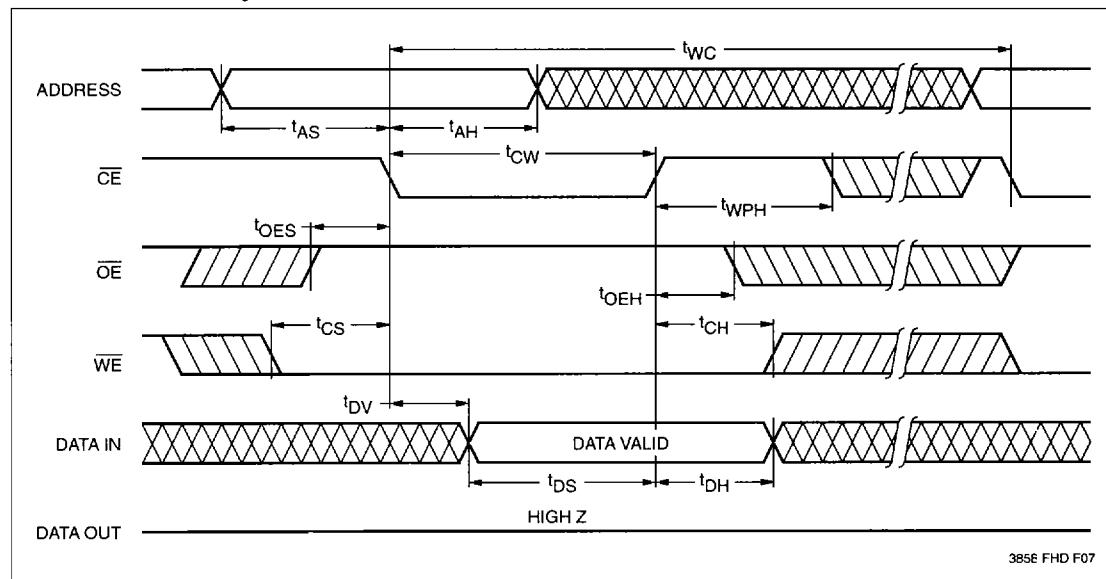 tWC
ADDRESS
tAS
tAH
tCW
CE
tWPH
tOES
OE
tOEH
tCS
tCH
WE
tDV
DATA IN
DATA VALID
tDS
tDH
HIGH Z
DATA OUT
3856 FHD F07